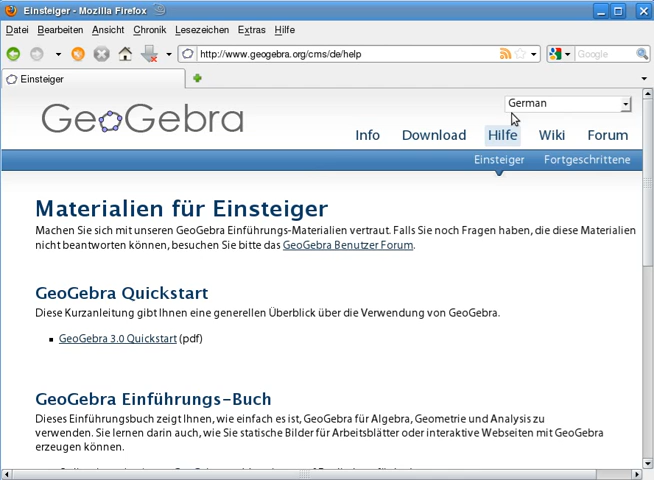 Einsteiger - Mozilla Firefox
Datei Bearbeiten Ansicht Chronik Lesezeichen Extras Hilfe
http://www.geogebra.org/cms/de/help
Google
Einsteiger
GeoGebra
German
Info Download Hilfe Wiki Forum
Einsteiger Fortgeschrittene
Materialien für Einsteiger
Machen Sie sich mit unseren GeoGebra Einführungs-Materialien vertraut. Falls Sie noch Fragen haben, die diese Materialien
nicht beantworten können, besuchen Sie bitte das GeoGebra Benutzer Forum.
GeoGebra Quickstart
Diese Kurzanleitung gibt Ihnen eine generellen Überblick über die Verwendung von GeoGebra.
GeoGebra 3.0 Quickstart (pdf)
GeoGebra Einführungs-Buch
Dieses Einführungsbuch zeigt Ihnen, wie einfach es ist, GeoGebra für Algebra, Geometrie und Analysis zu
verwenden. Sie lernen darin auch, wie Sie statische Bilder für Arbeitsblätter oder interaktive Webseiten mit GeoGebra
erzeugen können.